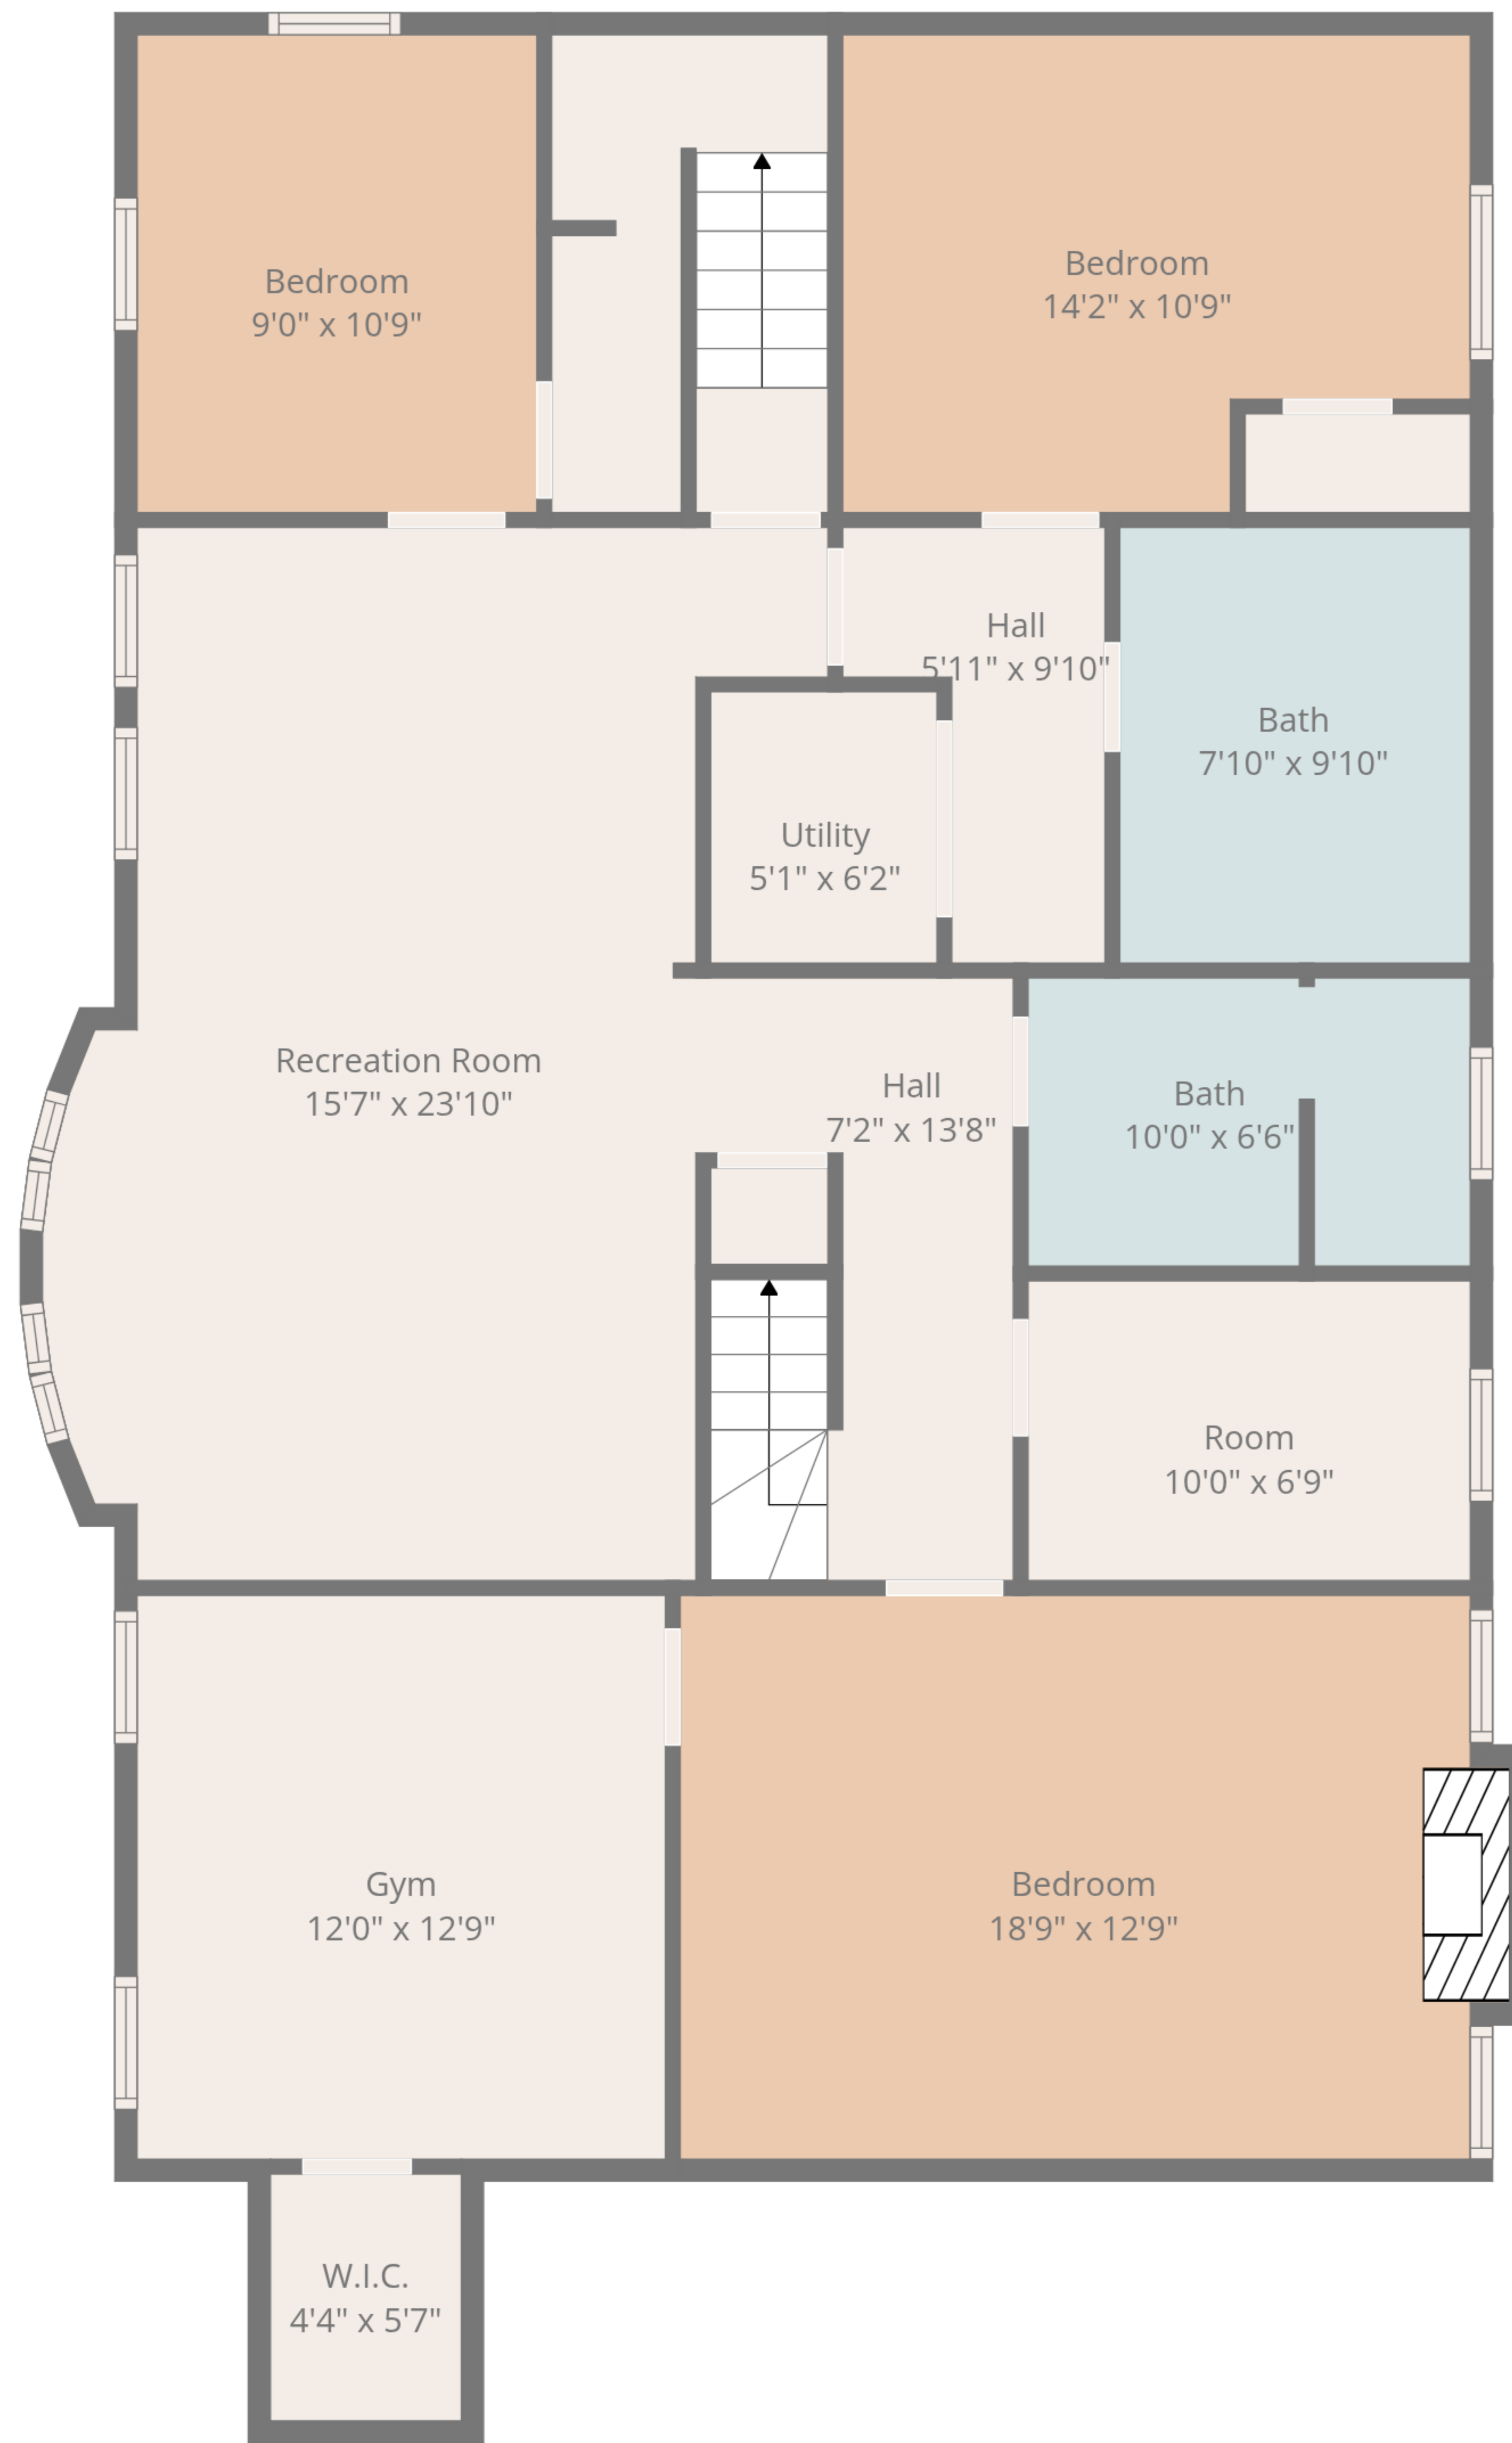 Bedroom
9'0" x 10'9"
Bedroom
14'2" x 10'9"
Hall
5'11" x 9'10"
Bath
7'10" x 9'10"
Utility
5'1" x 6'2"
Recreation Room
15'7" x 23'10"
Hall
7'2" x 13'8"
Bath
10'0" x 6'6"
Room
10'0" x 6'9"
Gym
12'0" x 12'9"
Bedroom
18'9" x 12'9"
W.I.C.
4'4" x 5'7"